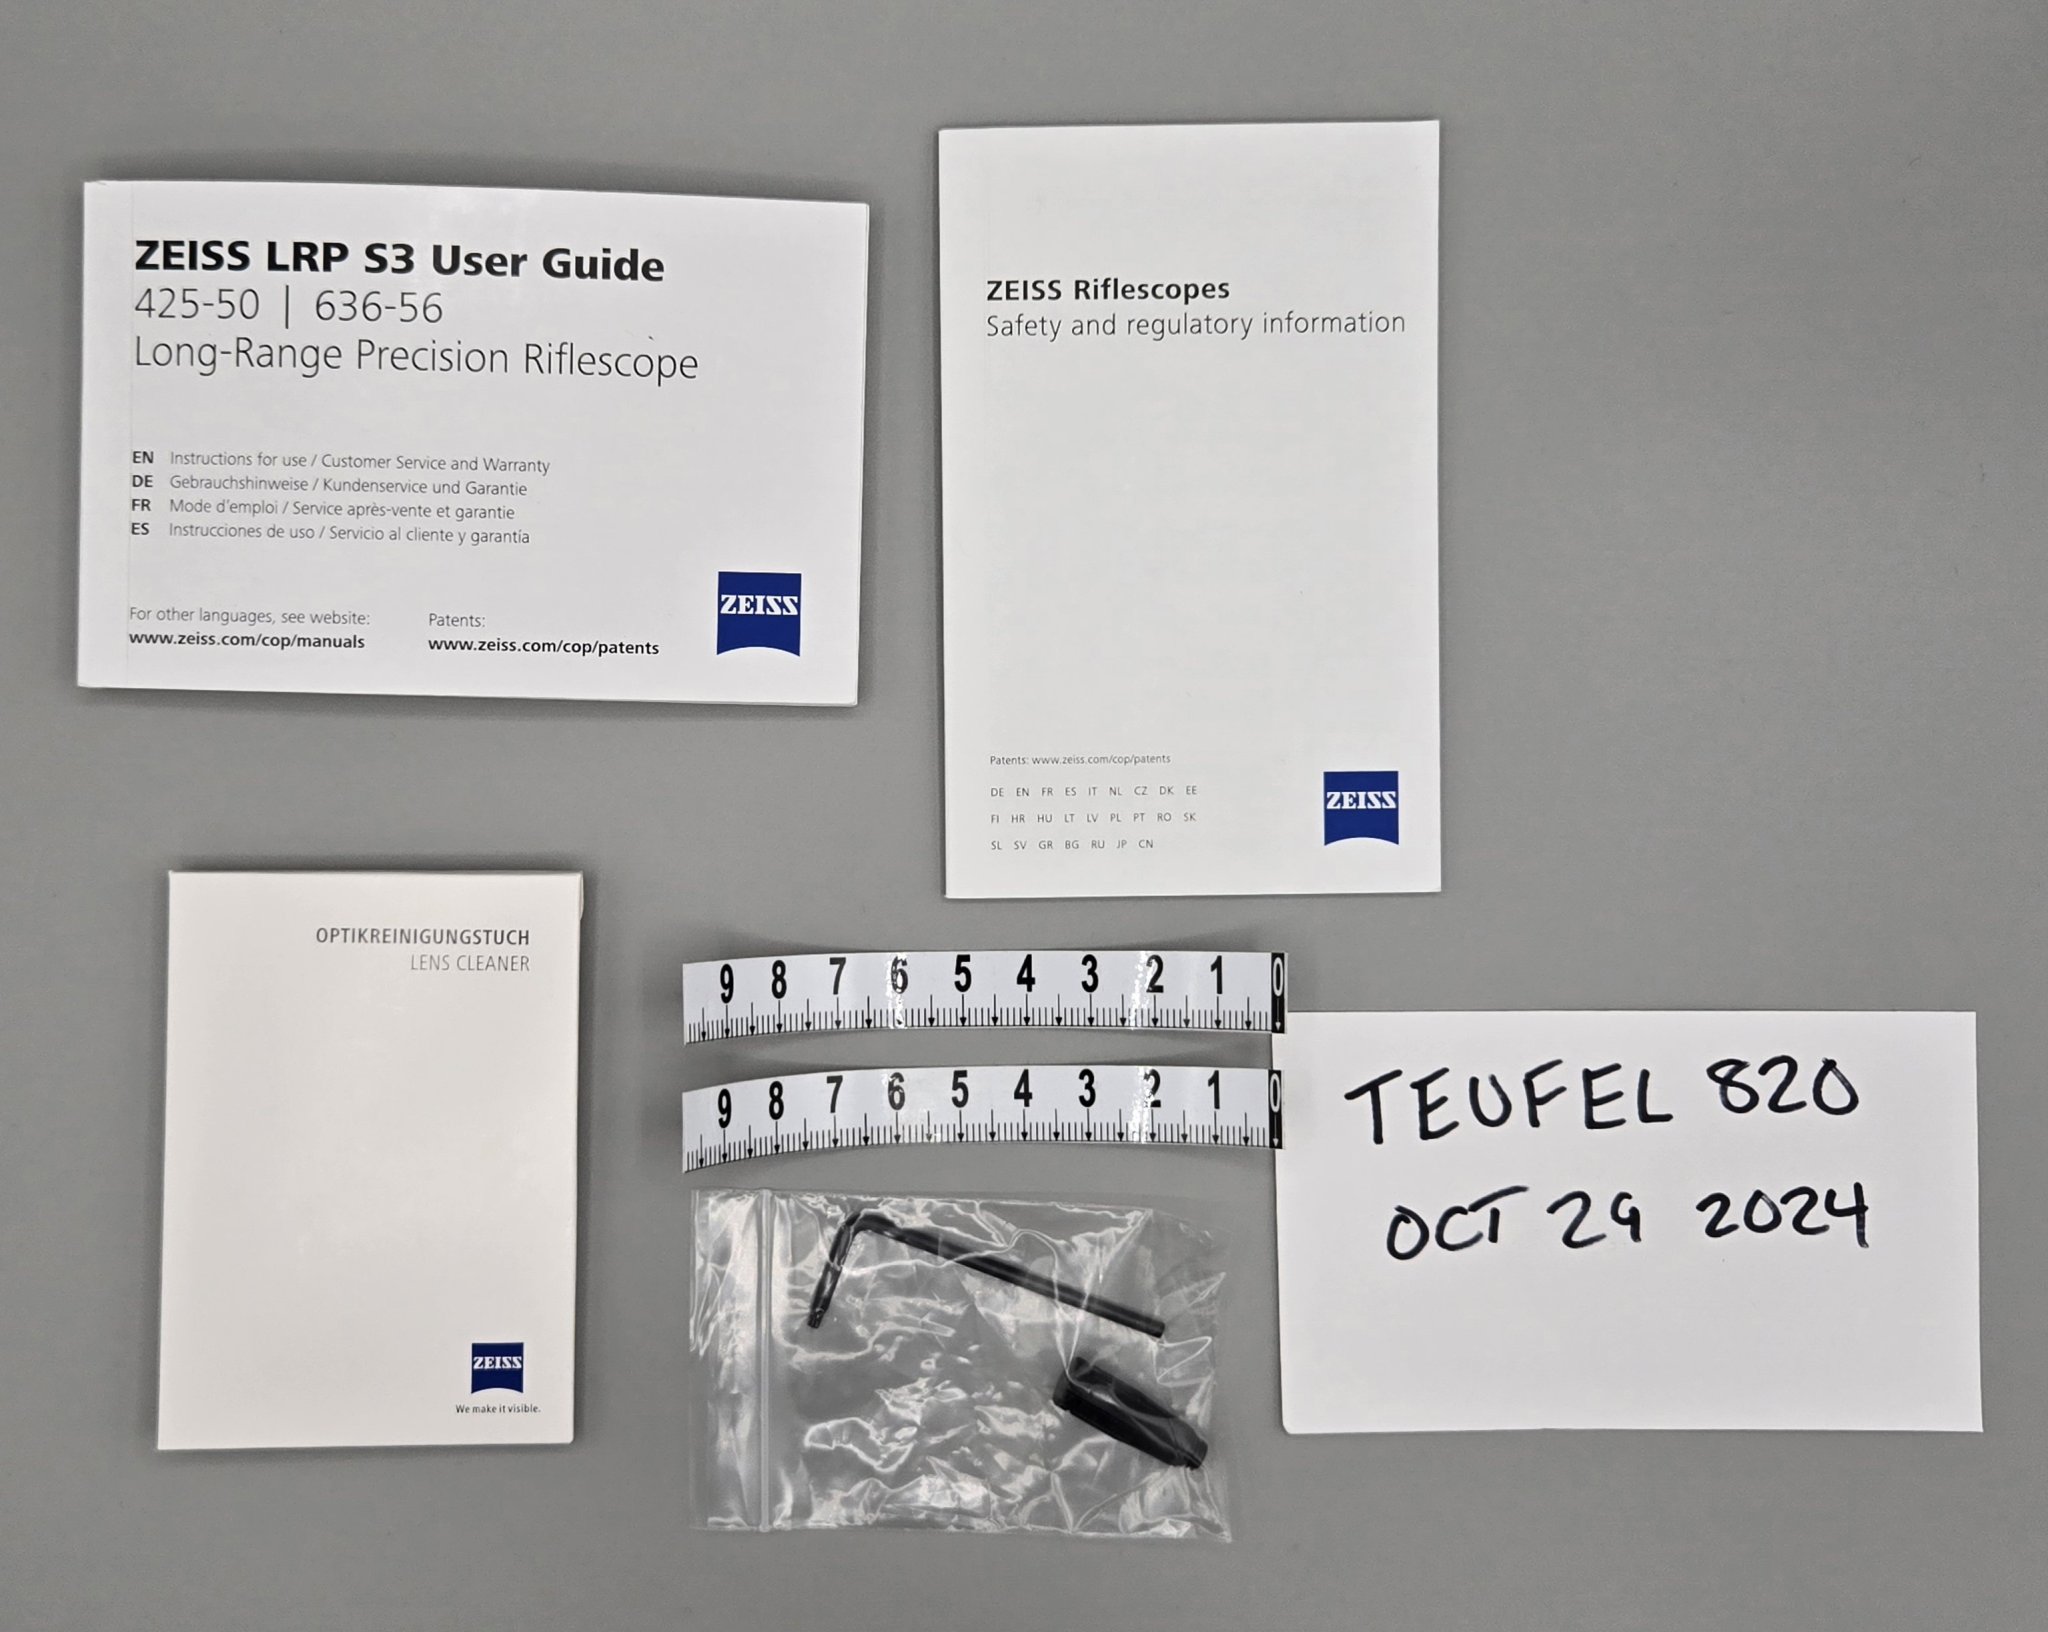 ZEISS LRP S3 User Guide
425-50 | 636-56
Long-Range Precision Riflescope
EN Instructions for use / Customer Service and Warranty
DE Gebrauchshinweise / Kundenservice und Garantie
FR Mode d'emploi / Service après-vente et garantie
ES Instrucciones de uso / Servicio al cliente y garantía
For other languages, see website:
www.zeiss.com/cop/manuals
Patents:
www.zeiss.com/cop/patents
ZEISS
ZEISS Riflescopes
Safety and regulatory information
Patents: www.zeiss.com/cop/patents
DE EN FR ES IT NL CZ DK EE
FI HR HU LT LV PL PT RO SK
SL SV GR BG RU JP CN
ZEISS
OPTIKREINIGUNGSTUCH
LENS CLEANER
ZEISS
We make it visible.
9 8 7 6 5 4 3 2 1 0
9 8 7 6 5 4 3 2 1 0
TEUFEL 820
OCT 29 2024